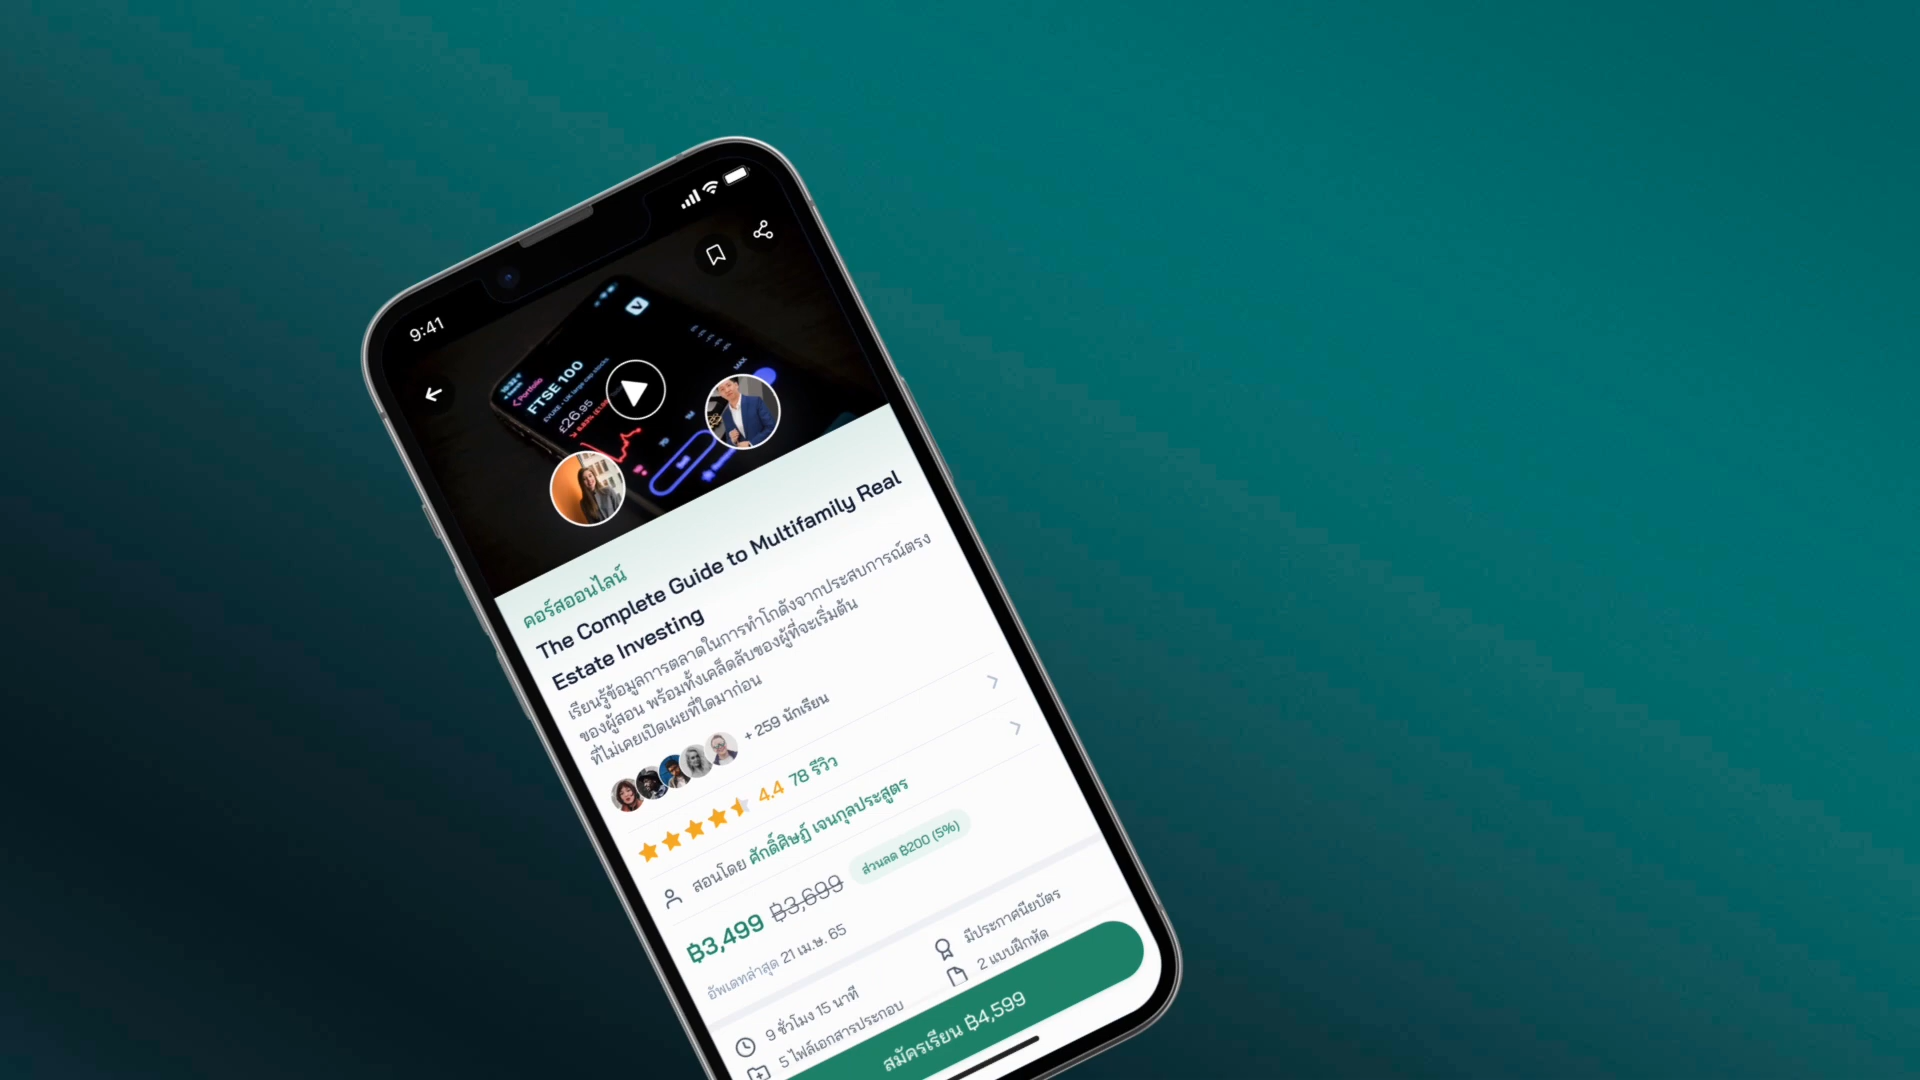 9:41
Portfolio
FTSE 100
£26.95
MAX
คอร์สออนไลน์
The Complete Guide to Multifamily Real
Estate Investing
เรียนรู้ข้อมูลการตลาดในการทำโกดังจากประสบการณ์ตรง
ของผู้สอน พร้อมทั้งเคล็ดลับของผู้ที่จะเริ่มต้น
ที่ไม่เคยเปิดเผยที่ใดมาก่อน
+ 259 นักเรียน
4.4 78 รีวิว
สอนโดย ศักดิ์ศิษฏ์ เจนกุลประสูตร
฿3,499 ฿3,699 ส่วนลด ฿200 (5%)
อัพเดทล่าสุด 21 เม.ษ. 65
9 ชั่วโมง 15 นาที
มีประกาศนียบัตร
5 ไฟล์เอกสารประกอบ
2 แบบฝึกหัด
สมัครเรียน ฿4,599